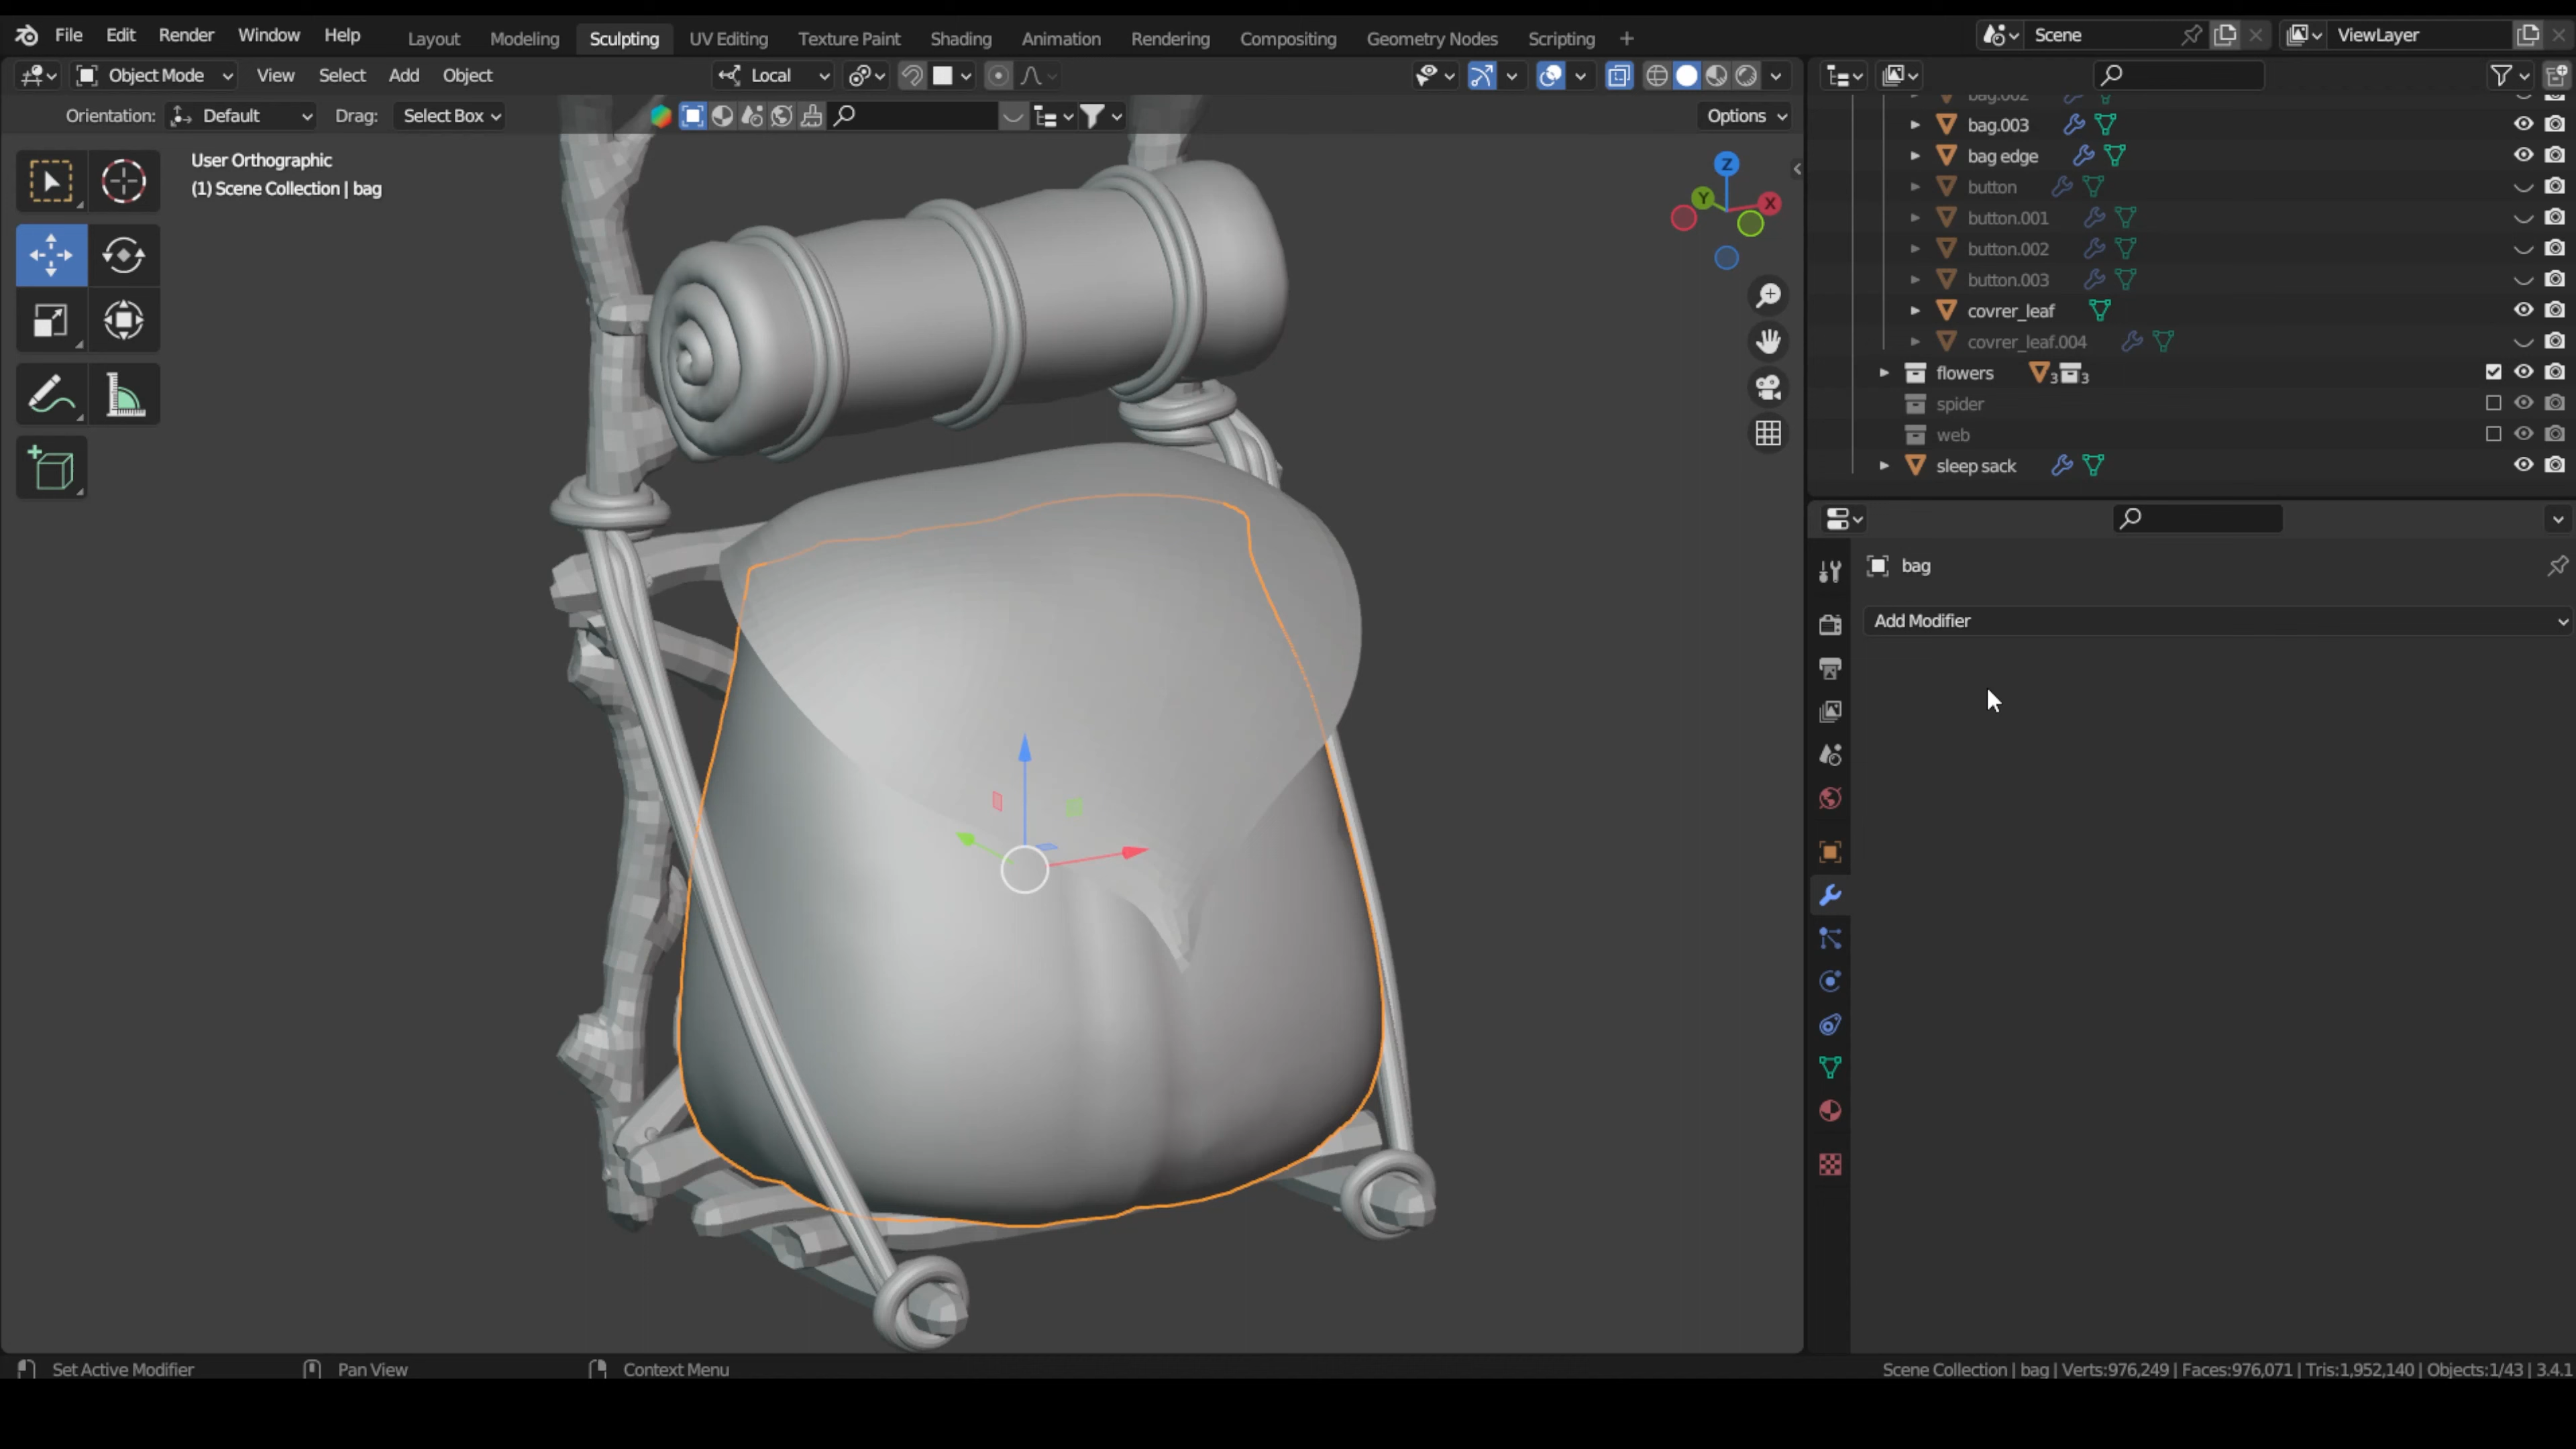 File Edit Render Window Help Layout Modeling Sculpting UV Editing Texture Paint Shading Animation Rendering Compositing Geometry Nodes Scripting + Scene ViewLayer
Object Mode View Select Add Object Local
Orientation: Default Drag: Select Box Options
User Orthographic
(1) Scene Collection | bag
Z
Y
X
bag.002
bag.003
bag edge
button
button.001
button.002
button.003
covrer_leaf
covrer_leaf.004
flowers 3 3
spider
web
sleep sack
bag
Add Modifier
Set Active Modifier Pan View Context Menu Scene Collection | bag | Verts:976,249 | Faces:976,071 | Tris:1,952,140 | Objects:1/43 | 3.4.1